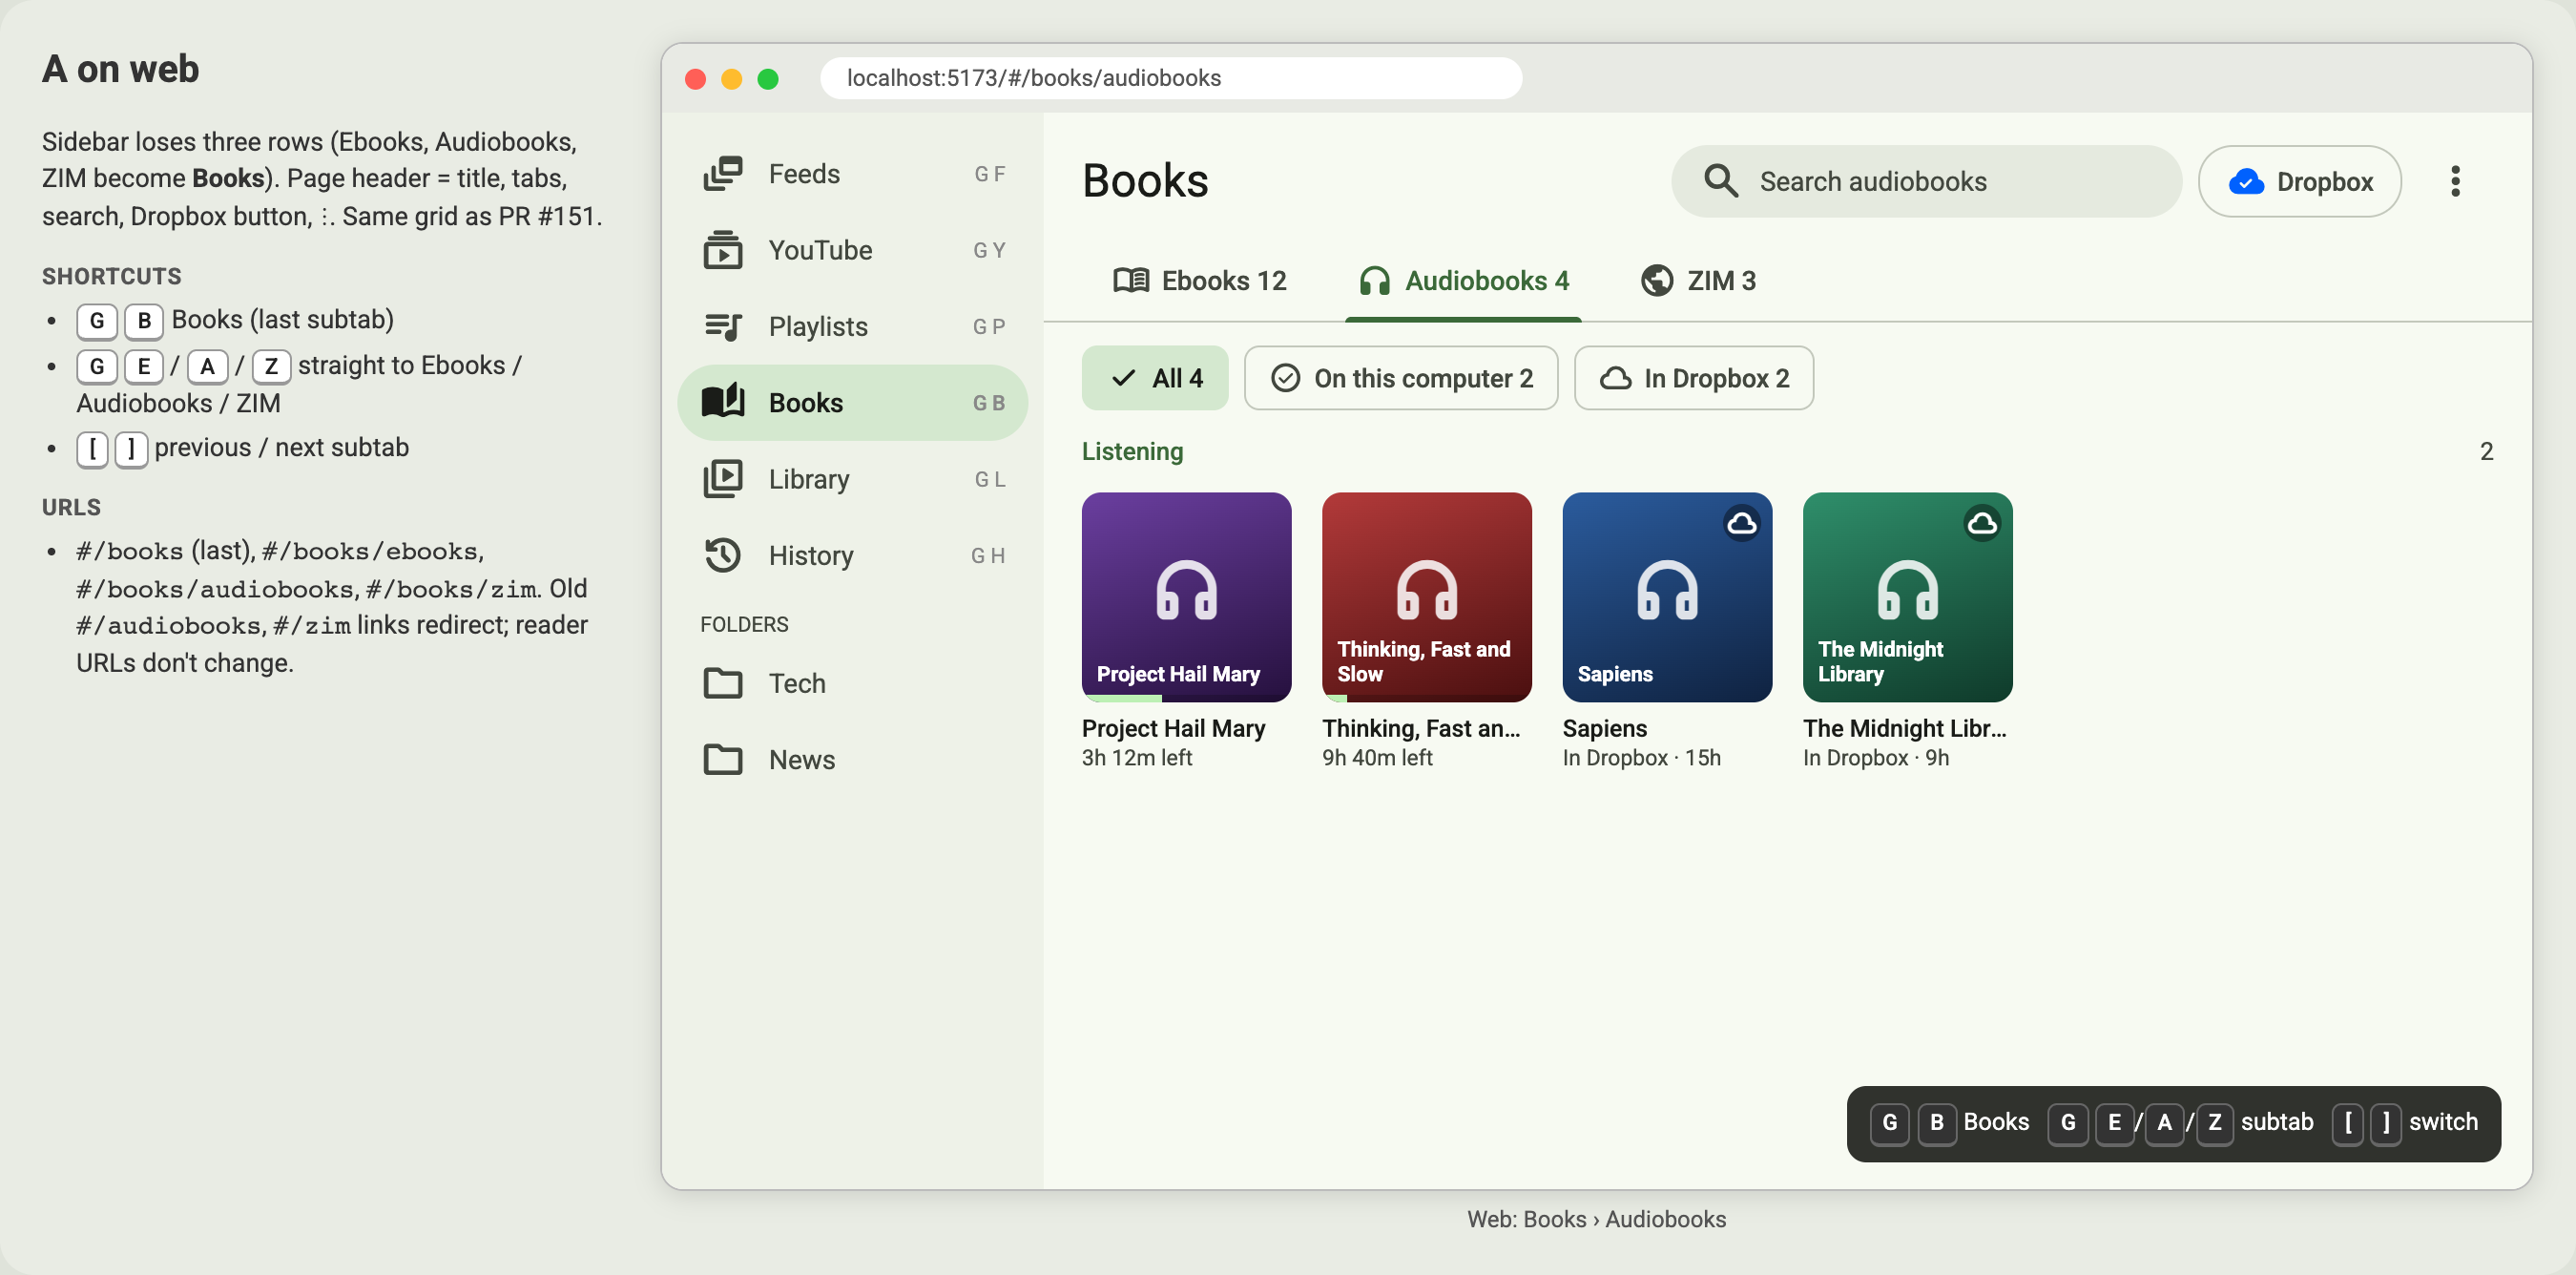 A on web
Sidebar loses three rows (Ebooks, Audiobooks,
ZIM become Books). Page header = title, tabs,
search, Dropbox button, ⋮. Same grid as PR #151.
SHORTCUTS
• G B Books (last subtab)
• G E / A / Z straight to Ebooks /
Audiobooks / ZIM
• [ ] previous / next subtab
URLS
• #/books (last), #/books/ebooks,
#/books/audiobooks, #/books/zim. Old
#/audiobooks, #/zim links redirect; reader
URLs don't change.
localhost:5173/#/books/audiobooks
Feeds G F
YouTube G Y
Playlists G P
Books G B
Library G L
History G H
FOLDERS
Tech
News
Books
Search audiobooks
Dropbox
Ebooks 12
Audiobooks 4
ZIM 3
All 4
On this computer 2
In Dropbox 2
Listening 2
Project Hail Mary
Project Hail Mary
3h 12m left
Thinking, Fast and
Slow
Thinking, Fast an...
9h 40m left
Sapiens
Sapiens
In Dropbox · 15h
The Midnight
Library
The Midnight Libr...
In Dropbox · 9h
G B Books G E/A/Z subtab [ ] switch
Web: Books › Audiobooks